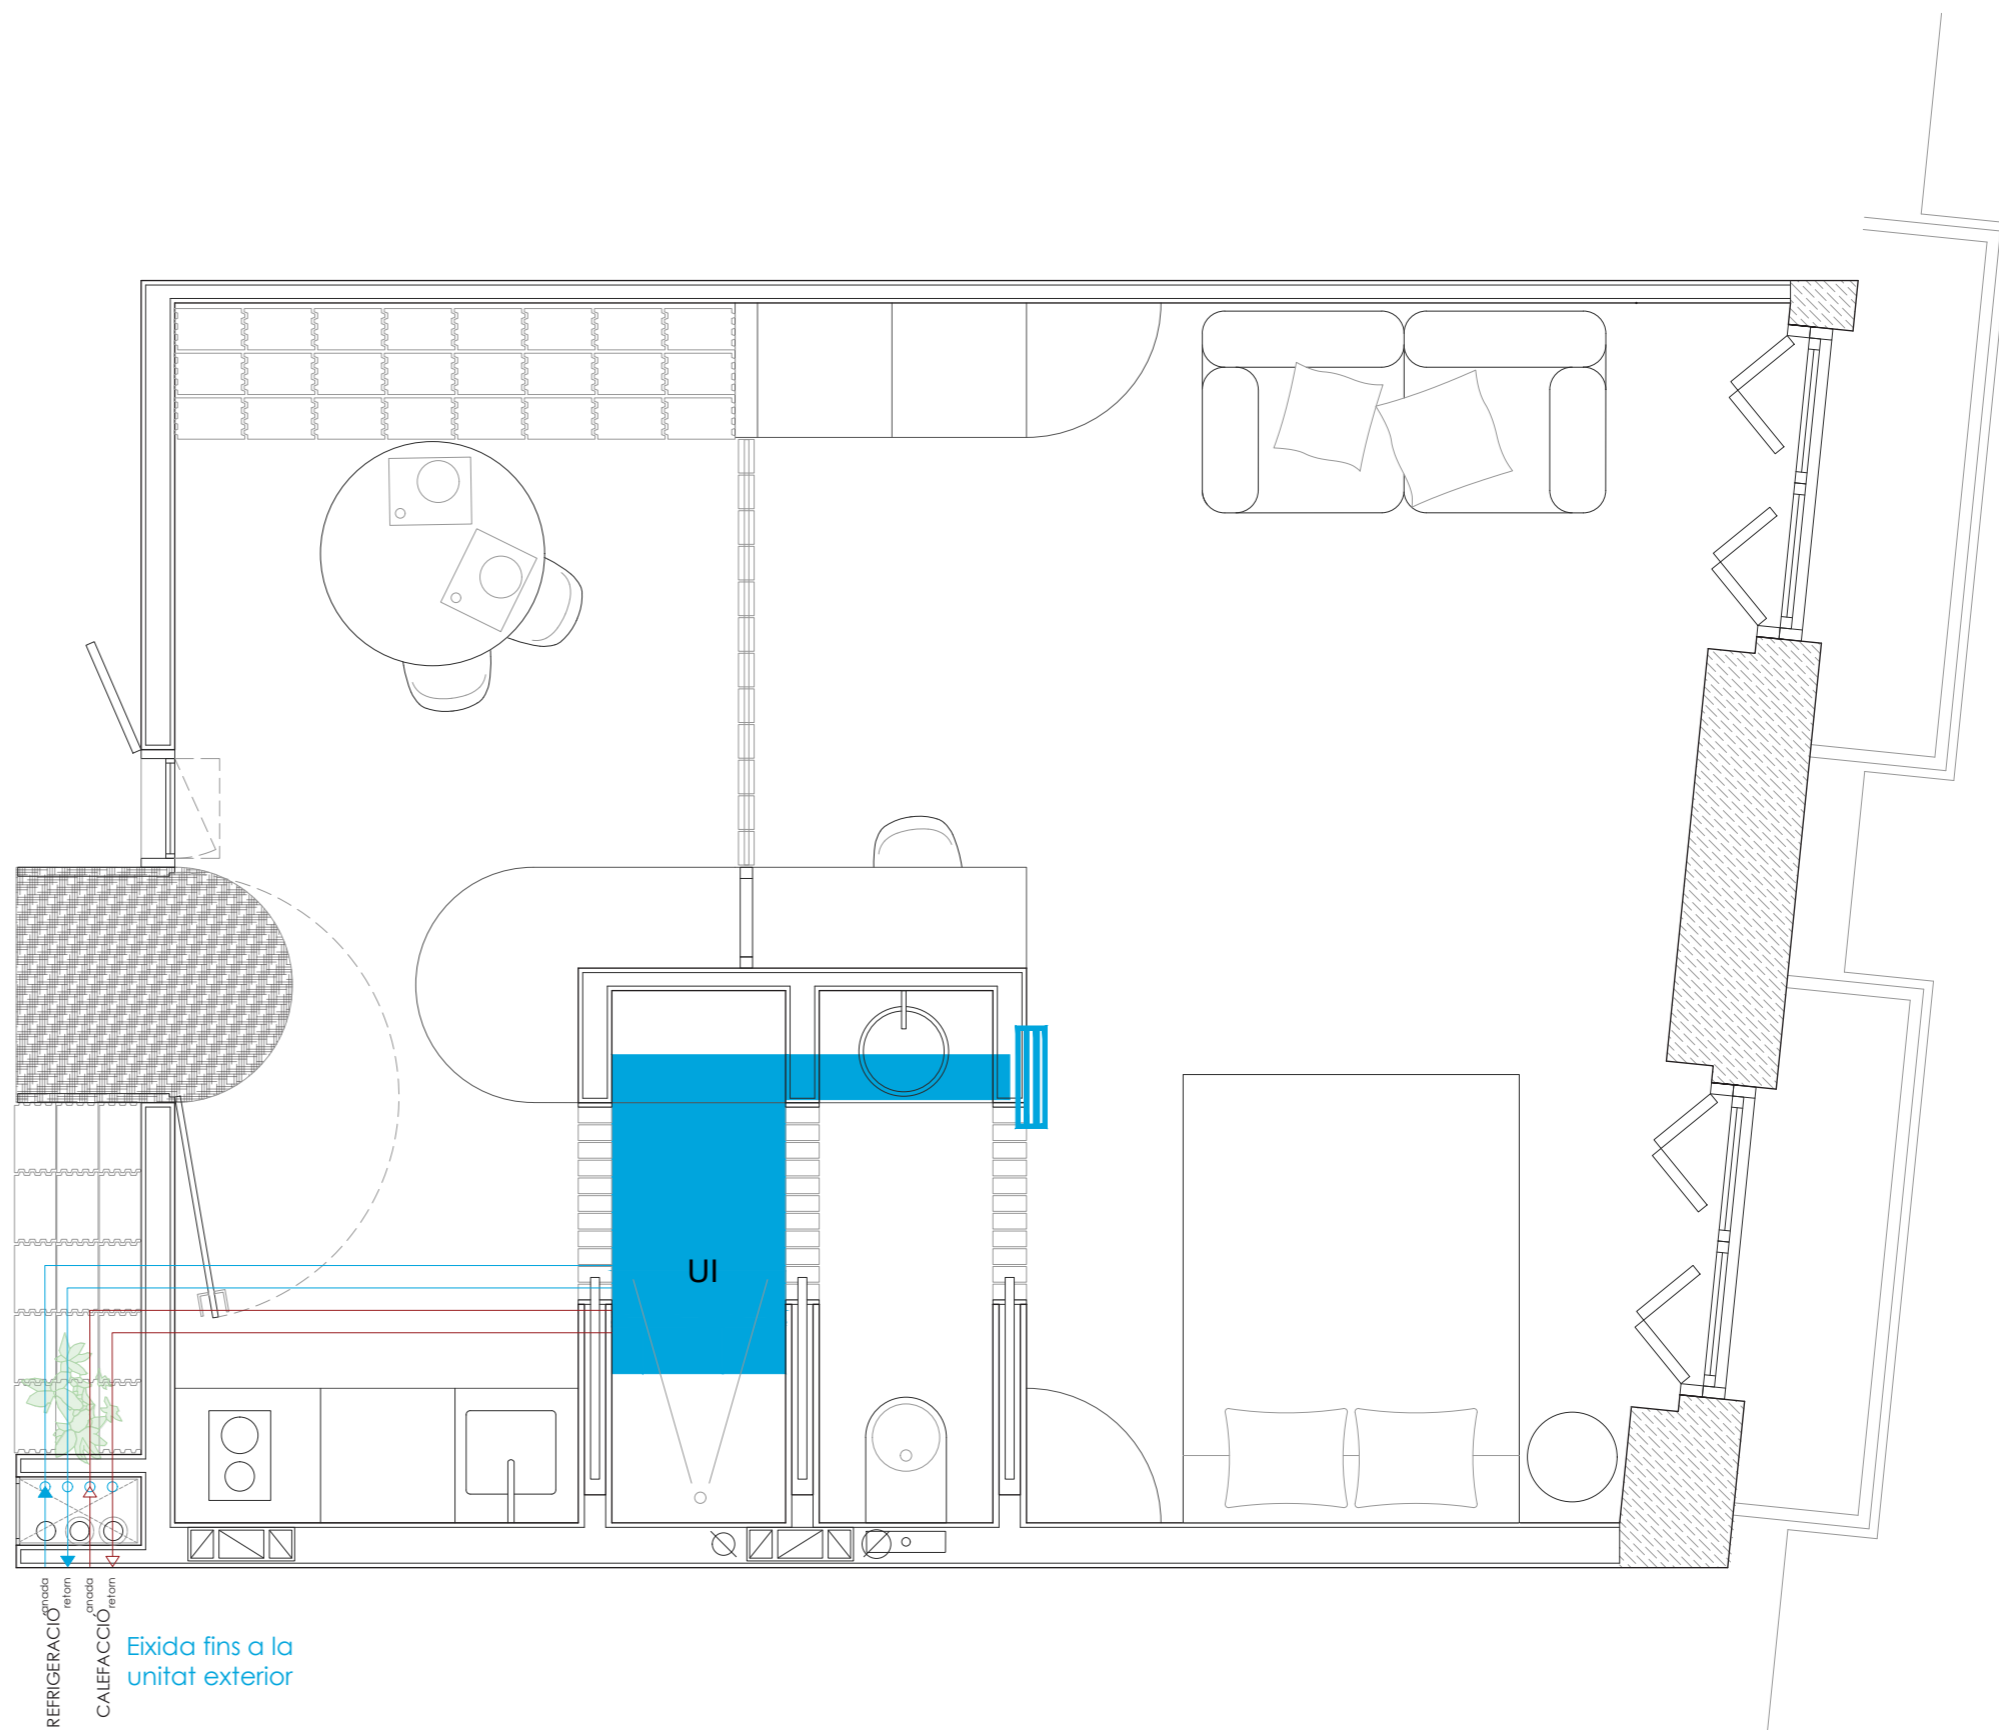 UI
anada
retorn
anada
retorn
REFRIGERACIÓ
CALEFACCIÓ
Eixida fins a la
unitat exterior